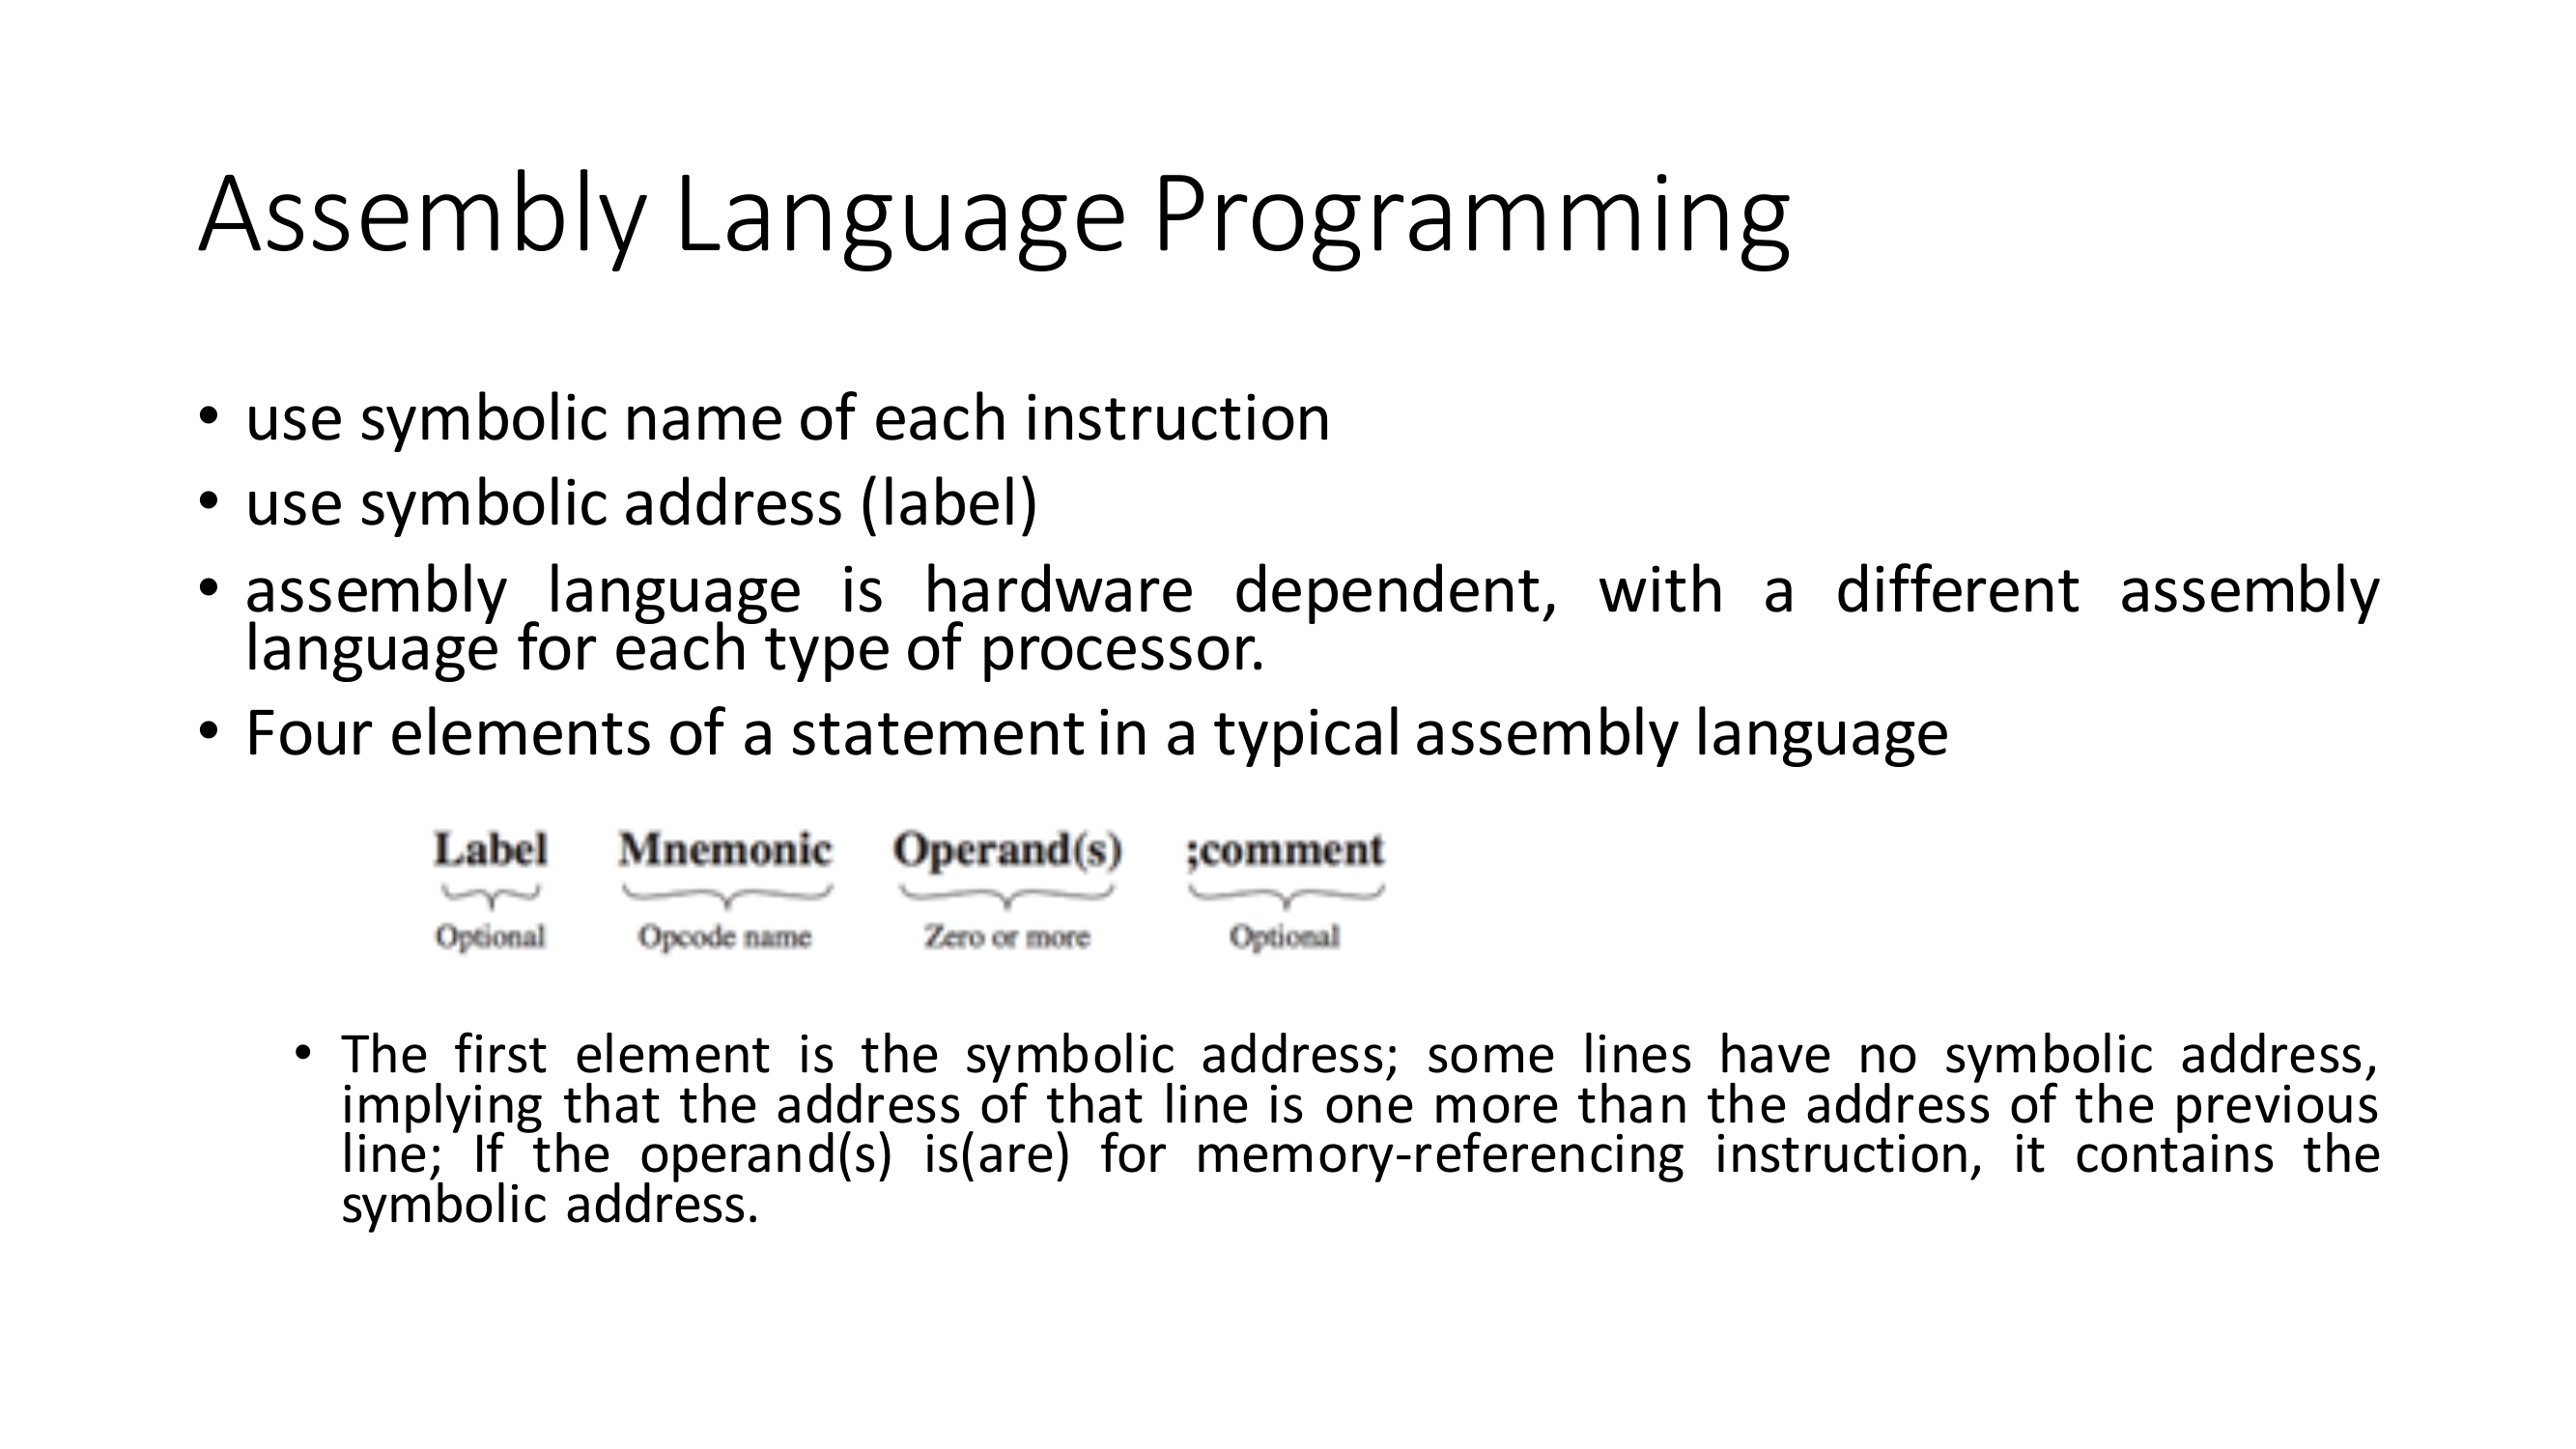 Assembly Language Programming
• use symbolic name of each instruction
• use symbolic address (label)
• assembly language is hardware dependent, with a different assembly
language for each type of processor.
• Four elements of a statement in a typical assembly language
Label Mnemonic Operand(s) ;comment
Optional Opcode name Zero or more Optional
• The first element is the symbolic address; some lines have no symbolic address,
implying that the address of that line is one more than the address of the previous
line; If the operand(s) is(are) for memory-referencing instruction, it contains the
symbolic address.